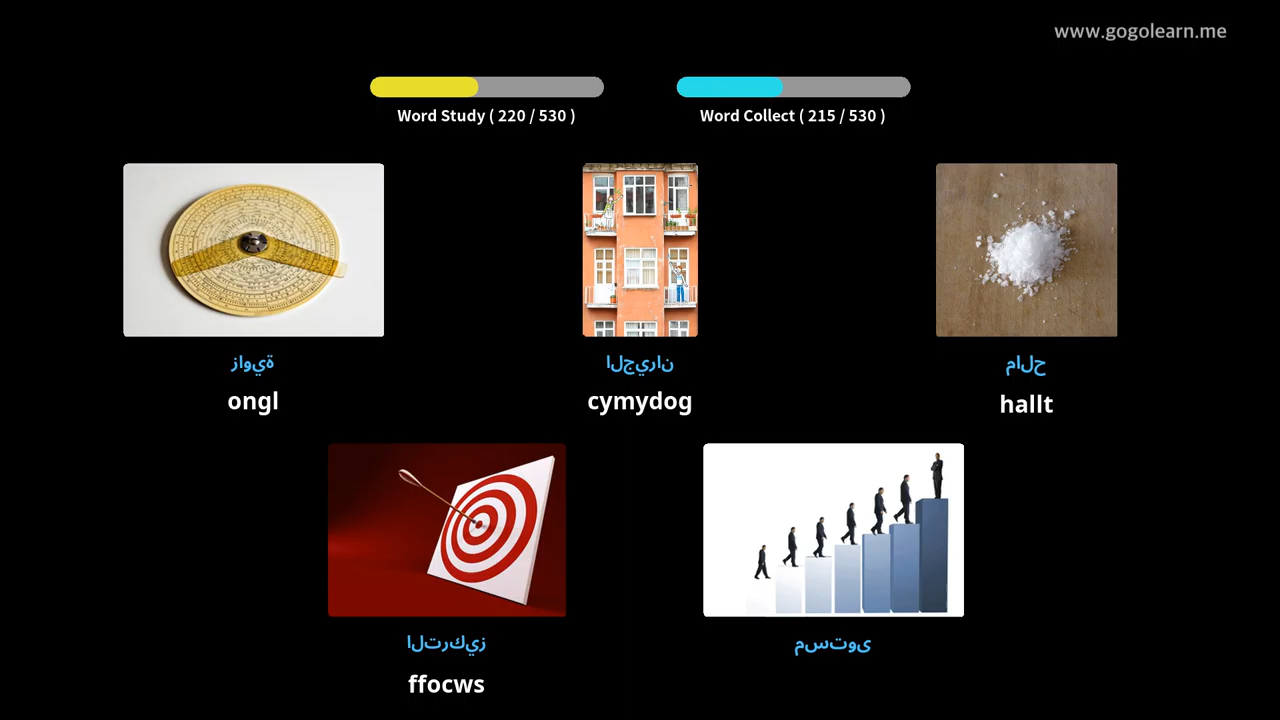 www.gogolearn.me
Word Study ( 220 / 530 )
Word Collect ( 215 / 530 )
زاوية
الجيران
مالح
ongl
cymydog
hallt
التركيز
مستوى
ffocws